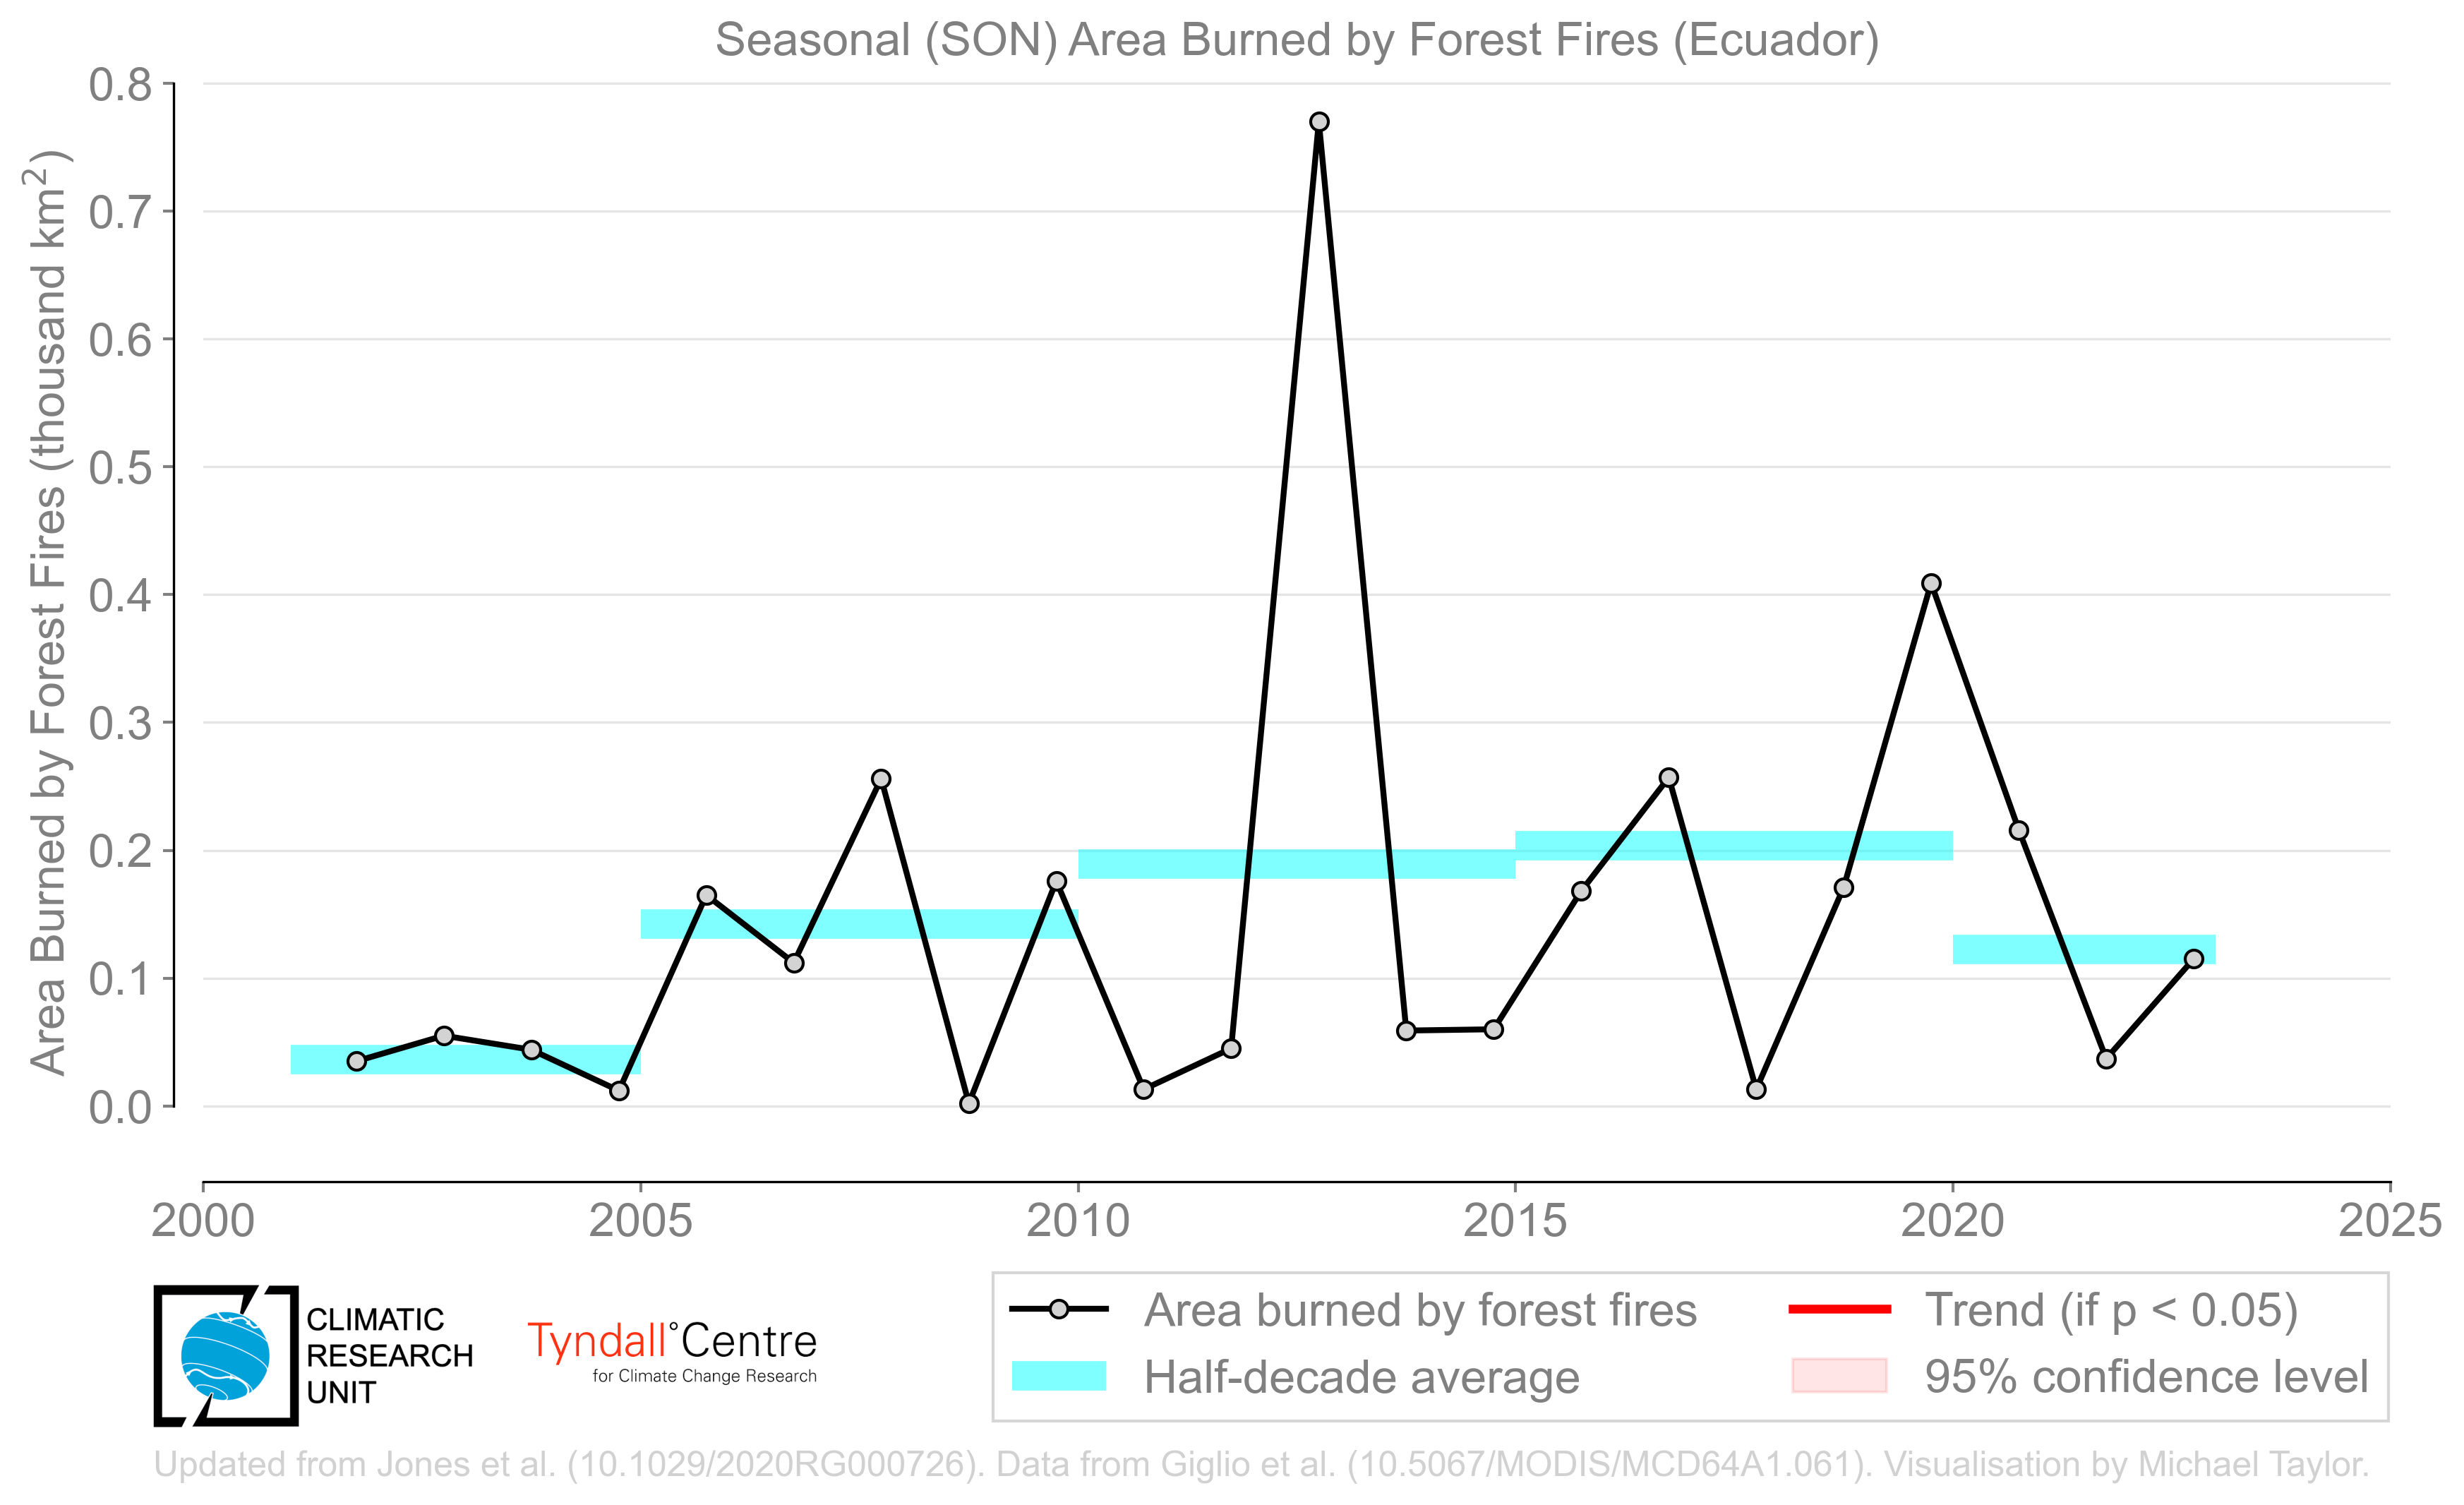 Seasonal (SON) Area Burned by Forest Fires (Ecuador)
Area Burned by Forest Fires (thousand km²)
0.8
0.7
0.6
0.5
0.4
0.3
0.2
0.1
0.0
2000 2005 2010 2015 2020 2025
CLIMATIC
RESEARCH
UNIT
Tyndall°Centre
for Climate Change Research
Area burned by forest fires
Half-decade average
Trend (if p < 0.05)
95% confidence level
Updated from Jones et al. (10.1029/2020RG000726). Data from Giglio et al. (10.5067/MODIS/MCD64A1.061). Visualisation by Michael Taylor.